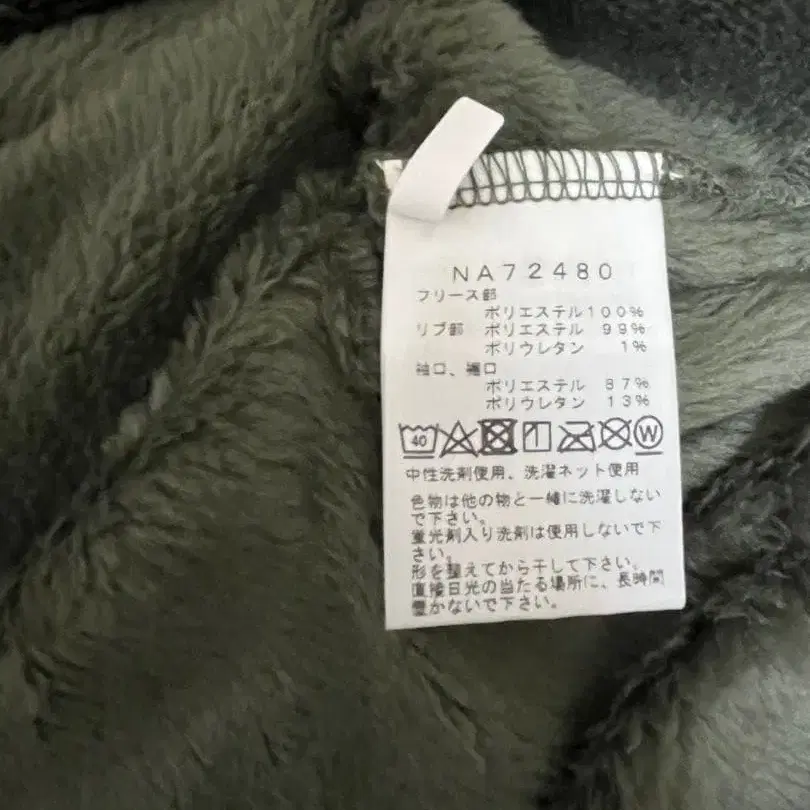 NA72480
フリース部
ポリエステル100%
リブ部 ポリエステル 99%
ポリウレタン 1%
袖口、裾口
ポリエステル 87%
ポリウレタン 13%
40 W
中性洗剤使用、洗濯ネット使用
色物は他の物と一緒に洗濯しない
で下さい。
蛍光剤入り洗剤は使用しないで下
さい。
形を整えてから干して下さい。
直接日光の当たる場所に、長時間
置かないで下さい。